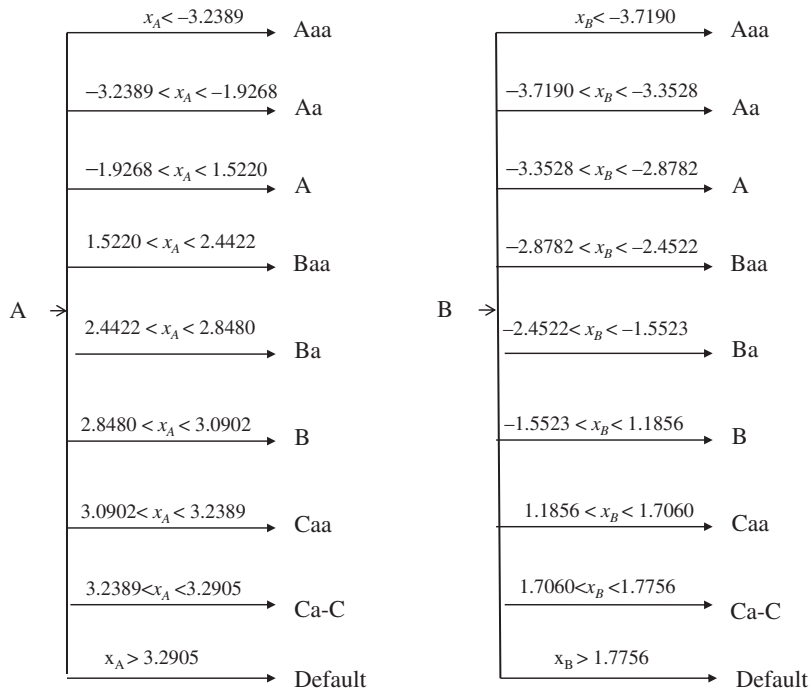 x_A < –3.2389
Aaa
–3.2389 < x_A < –1.9268
Aa
–1.9268 < x_A < 1.5220
A
1.5220 < x_A < 2.4422
Baa
A
2.4422 < x_A < 2.8480
Ba
2.8480 < x_A < 3.0902
B
3.0902< x_A < 3.2389
Caa
3.2389<x_A <3.2905
Ca-C
x_A > 3.2905
Default
x_B < –3.7190
Aaa
–3.7190 < x_B < –3.3528
Aa
–3.3528 < x_B < –2.8782
A
–2.8782 < x_B < –2.4522
Baa
B
–2.4522< x_B < –1.5523
Ba
–1.5523 < x_B < 1.1856
B
1.1856 < x_B < 1.7060
Caa
1.7060<x_B <1.7756
Ca-C
x_B > 1.7756
Default